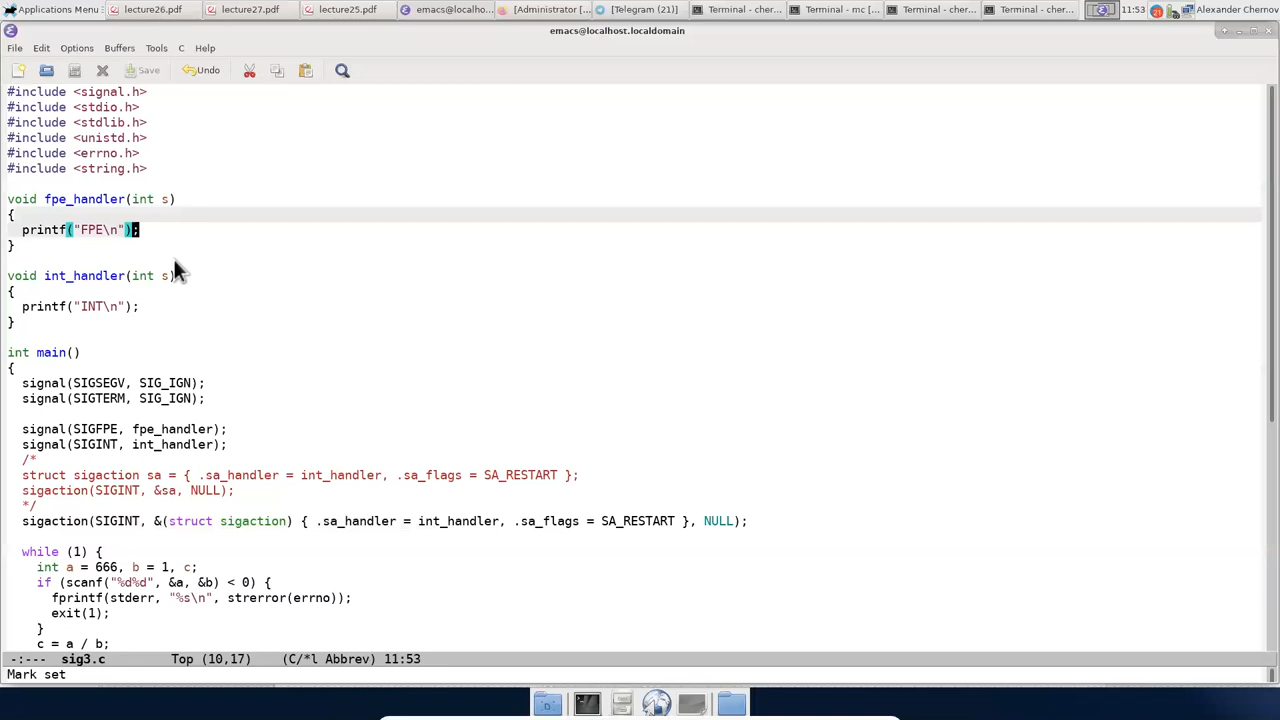 Applications Menu
lecture26.pdf
lecture27.pdf
lecture25.pdf
emacs@localho...
[Administrator [...
[Telegram (21)]
Terminal - cher...
Terminal - mc [...
Terminal - cher...
Terminal - cher...
11:53
21
Alexander Chernov
emacs@localhost.localdomain
File Edit Options Buffers Tools C Help
Save Undo
#include <signal.h>
#include <stdio.h>
#include <stdlib.h>
#include <unistd.h>
#include <errno.h>
#include <string.h>
void fpe_handler(int s)
{
printf("FPE\n");
}
void int_handler(int s)
{
printf("INT\n");
}
int main()
{
signal(SIGSEGV, SIG_IGN);
signal(SIGTERM, SIG_IGN);
signal(SIGFPE, fpe_handler);
signal(SIGINT, int_handler);
/*
struct sigaction sa = { .sa_handler = int_handler, .sa_flags = SA_RESTART };
sigaction(SIGINT, &sa, NULL);
*/
sigaction(SIGINT, &(struct sigaction) { .sa_handler = int_handler, .sa_flags = SA_RESTART }, NULL);
while (1) {
int a = 666, b = 1, c;
if (scanf("%d%d", &a, &b) < 0) {
fprintf(stderr, "%s\n", strerror(errno));
exit(1);
}
c = a / b;
-:--- sig3.c Top (10,17) (C/*l Abbrev) 11:53
Mark set